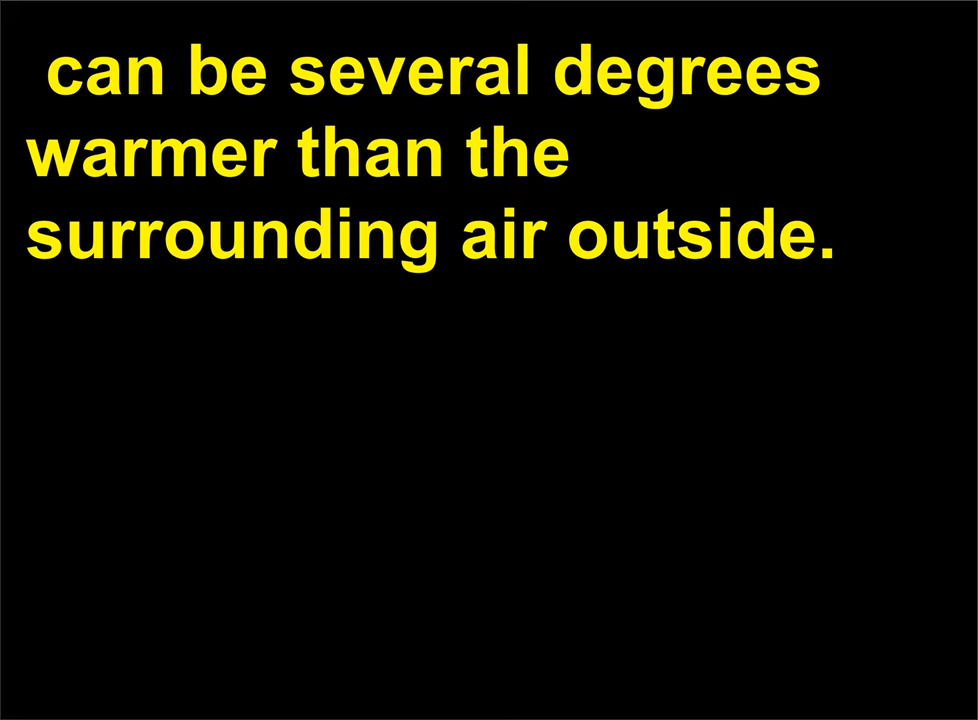 can be several degrees
warmer than the
surrounding air outside.